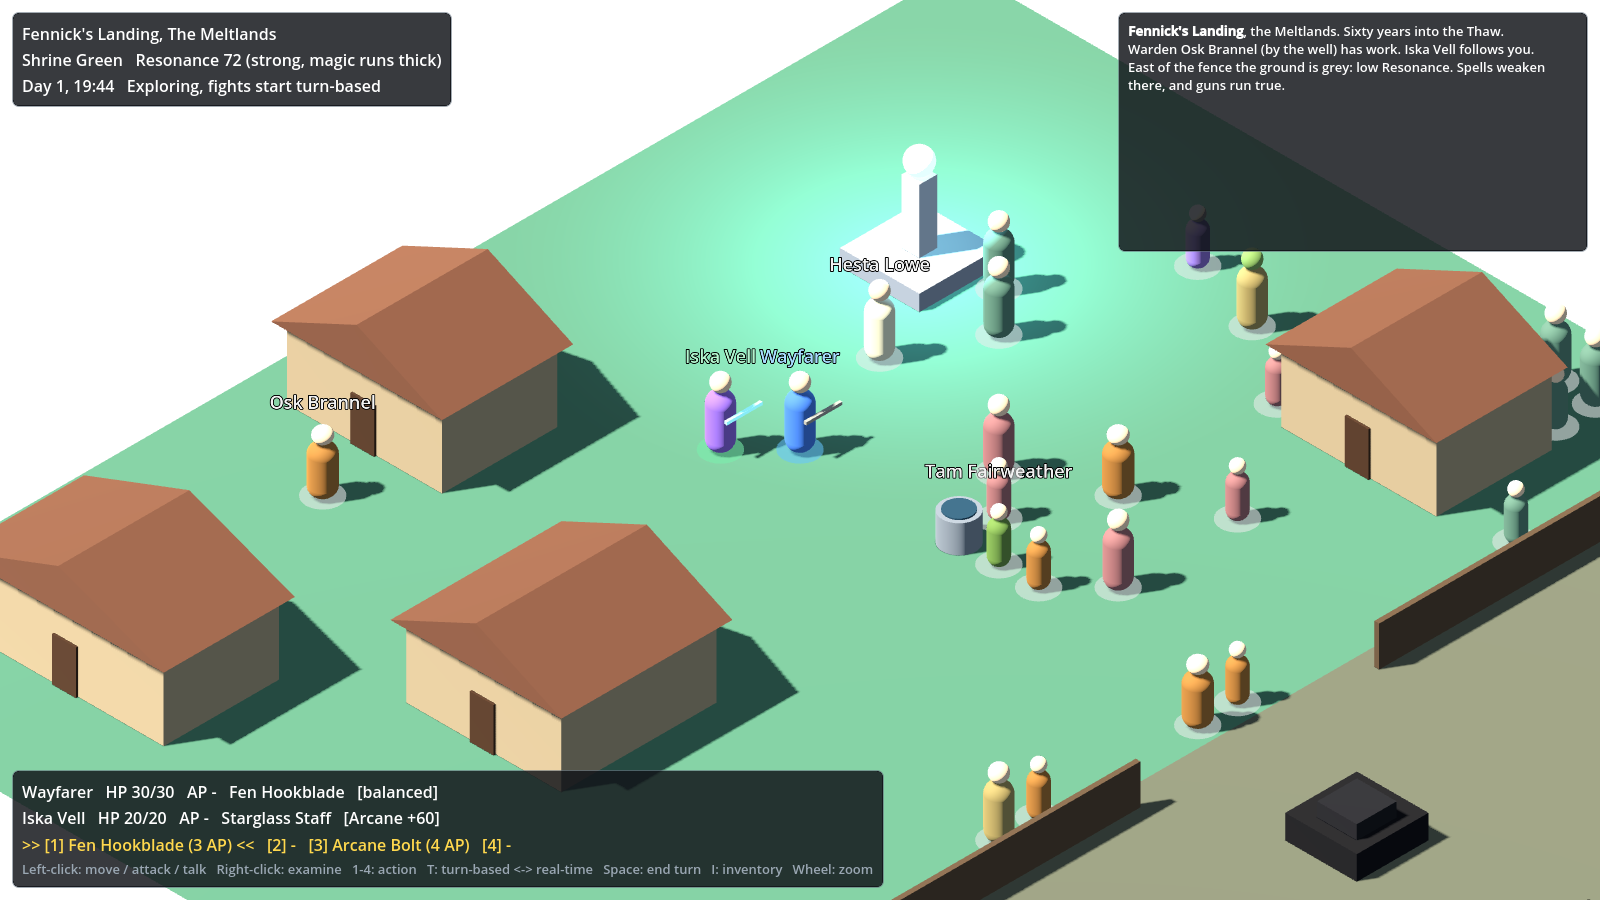 Fennick's Landing, The Meltlands
Shrine Green   Resonance 72 (strong, magic runs thick)
Day 1, 19:44   Exploring, fights start turn-based
Fennick's Landing, the Meltlands. Sixty years into the Thaw.
Warden Osk Brannel (by the well) has work. Iska Vell follows you.
East of the fence the ground is grey: low Resonance. Spells weaken
there, and guns run true.
Hesta Lowe
Iska Vell
Wayfarer
Osk Brannel
Tam Fairweather
Wayfarer   HP 30/30   AP -   Fen Hookblade   [balanced]
Iska Vell   HP 20/20   AP -   Starglass Staff   [Arcane +60]
>> [1] Fen Hookblade (3 AP) <<   [2] -   [3] Arcane Bolt (4 AP)   [4] -
Left-click: move / attack / talk   Right-click: examine   1-4: action   T: turn-based <-> real-time   Space: end turn   I: inventory   Wheel: zoom